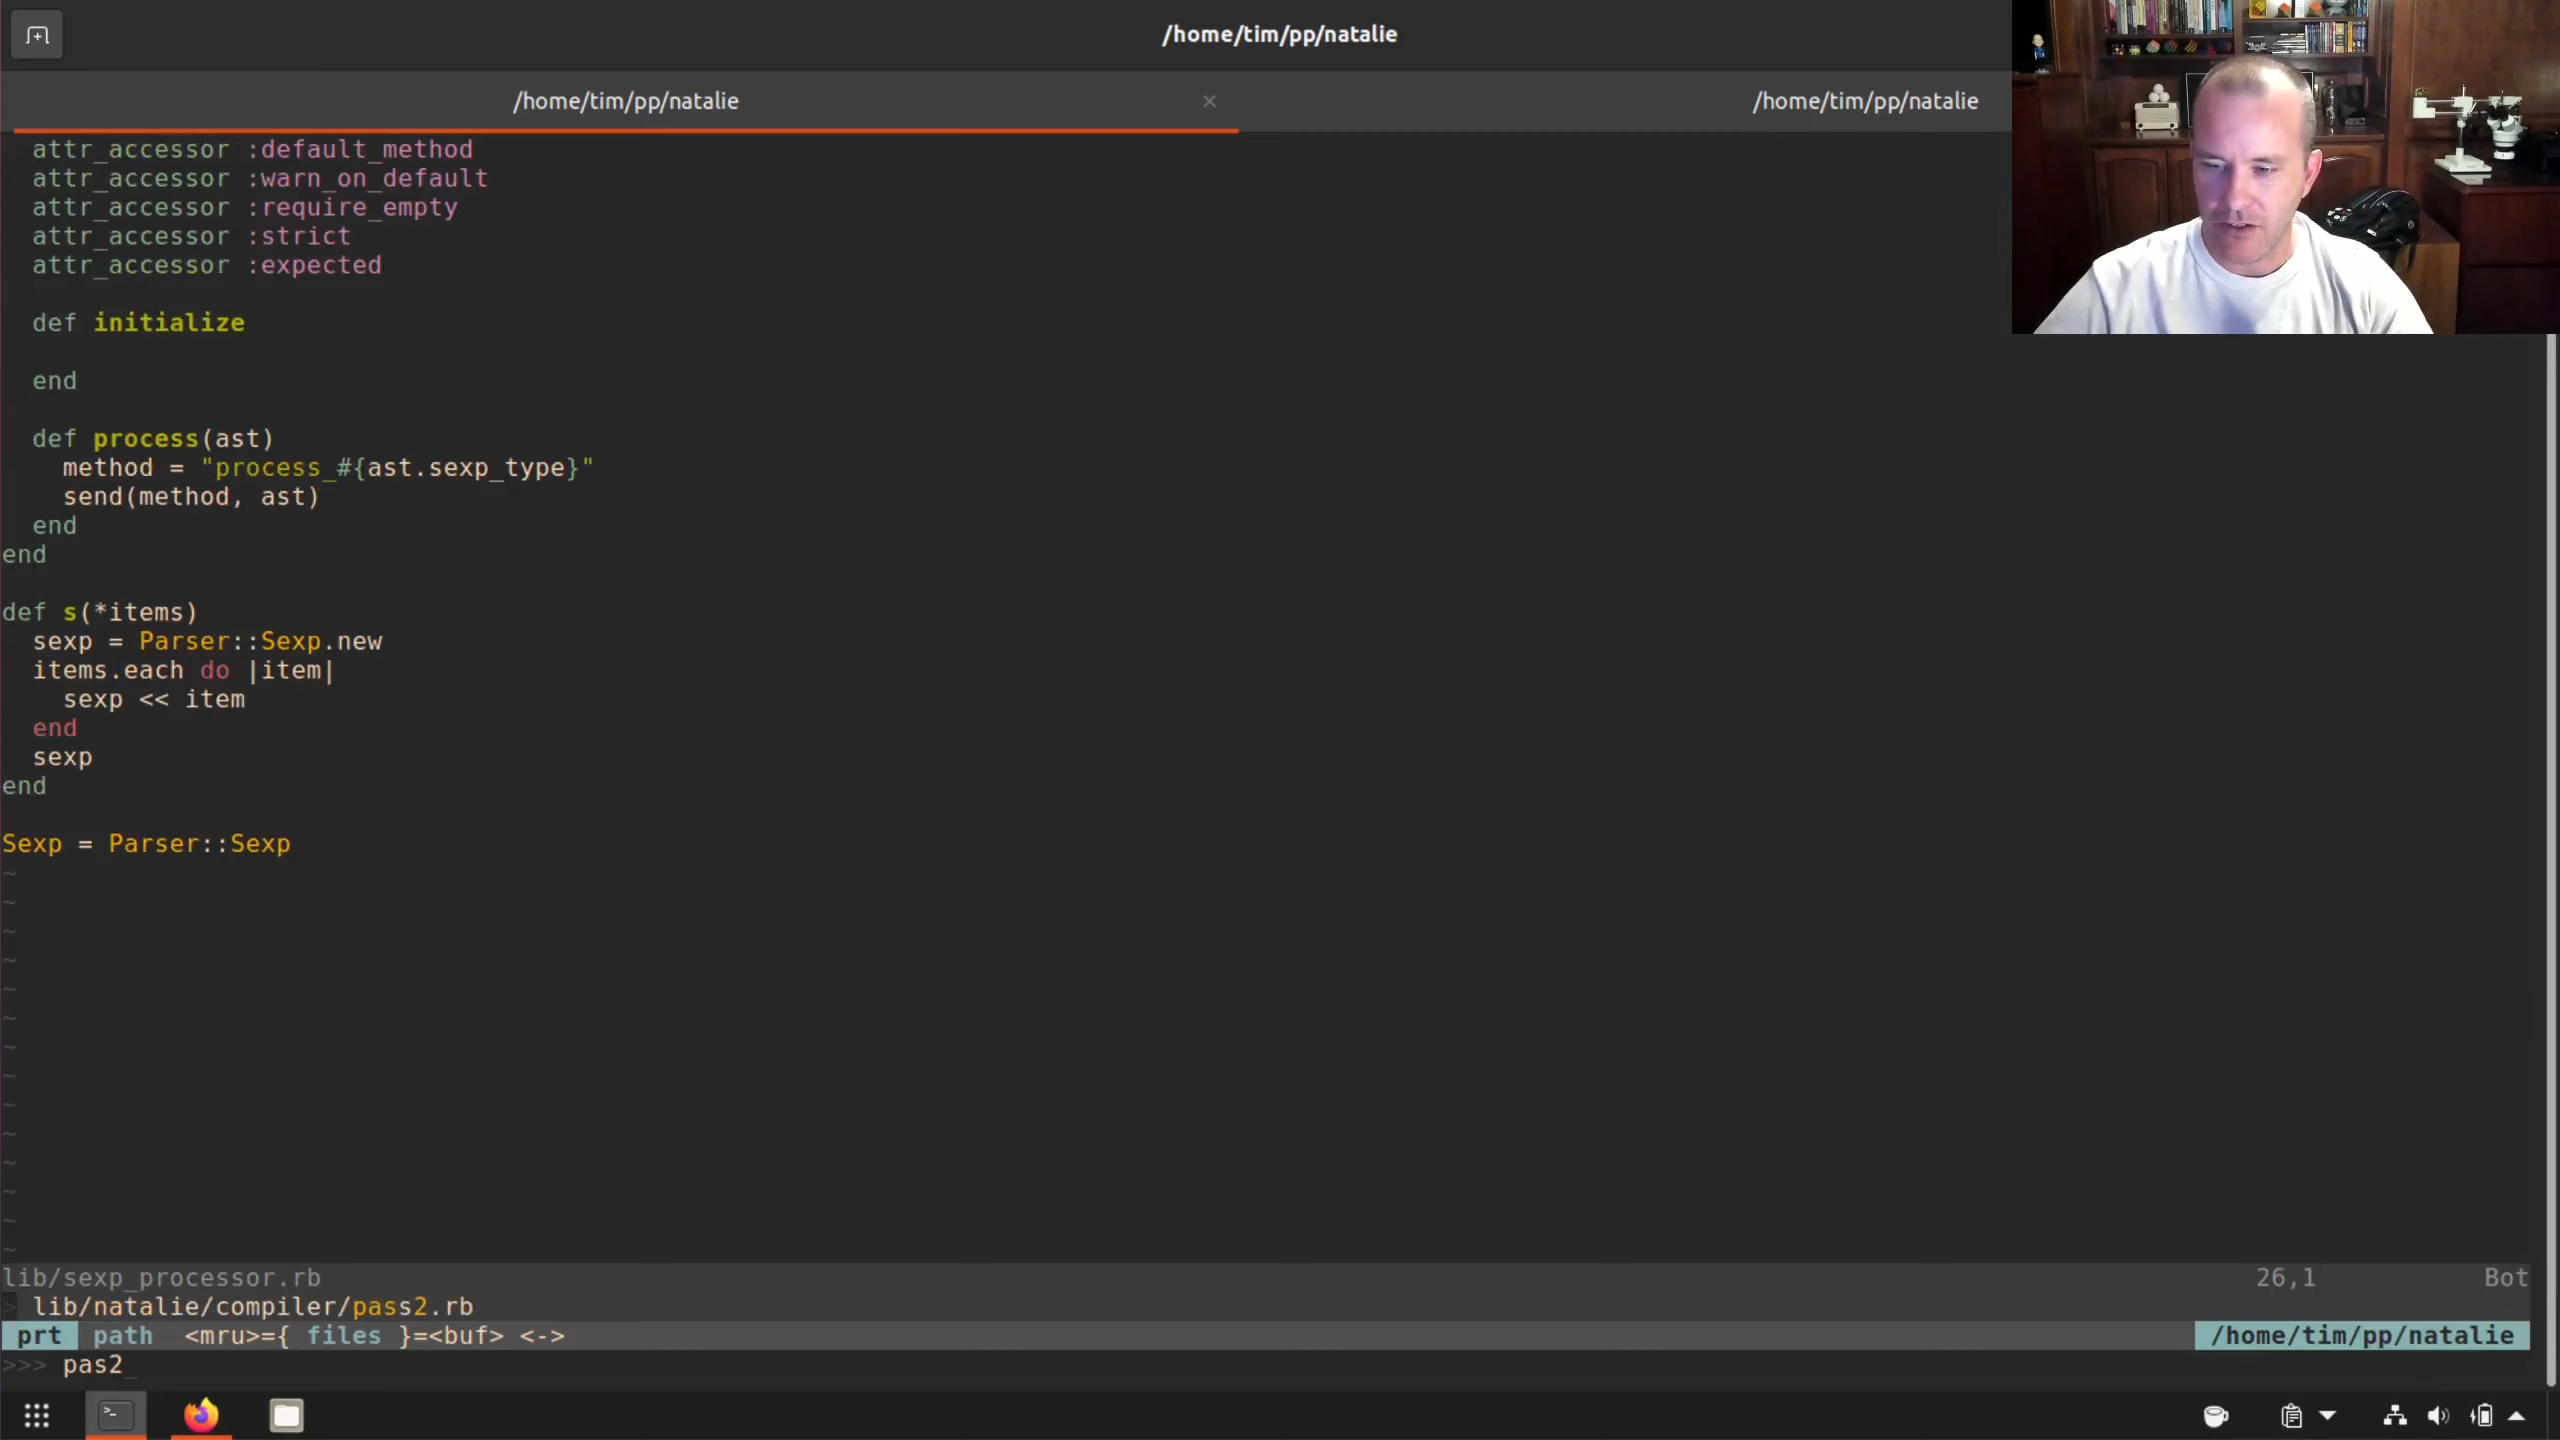 /home/tim/pp/natalie
/home/tim/pp/natalie × /home/tim/pp/natalie
attr_accessor :default_method
attr_accessor :warn_on_default
attr_accessor :require_empty
attr_accessor :strict
attr_accessor :expected
def initialize
end
def process(ast)
method = "process_#{ast.sexp_type}"
send(method, ast)
end
end
def s(*items)
sexp = Parser::Sexp.new
items.each do |item|
sexp << item
end
sexp
end
Sexp = Parser::Sexp
~
~
~
~
~
~
~
~
~
~
~
~
~
~
lib/sexp_processor.rb 26,1 Bot
> lib/natalie/compiler/pass2.rb
prt path <mru>={ files }=<buf> <-> /home/tim/pp/natalie
>>> pas2_